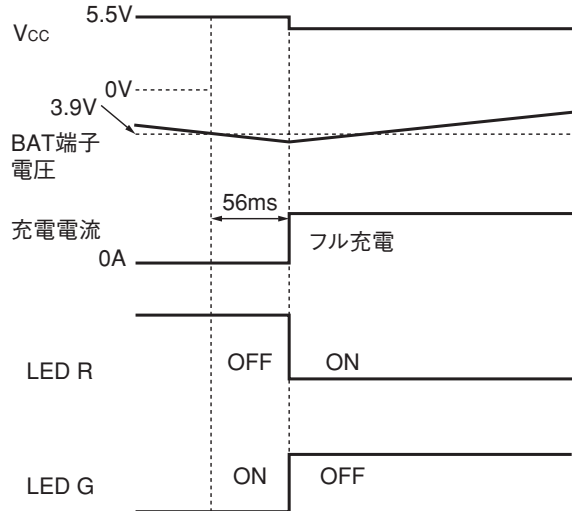 5.5V
Vcc
0V
3.9V
BAT端子
電圧
56ms
充電電流
フル充電
0A
OFF ON
LED R
ON OFF
LED G